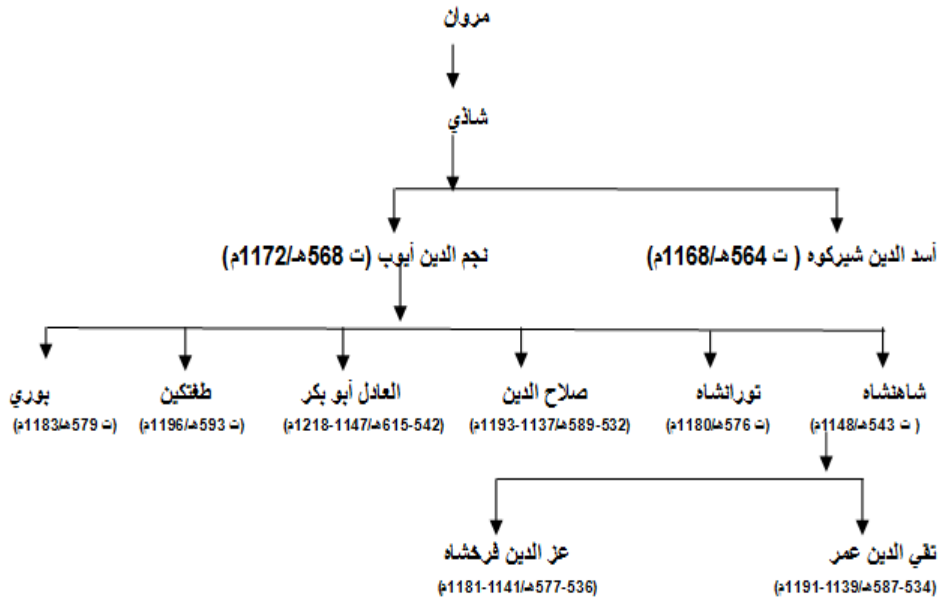 مروان
شاذي
أسد الدين شيركوه ( ت 564هـ/1168م)
نجم الدين أيوب (ت 568هـ/1172م)
شاهنشاه
( ت 543هـ/1148م)
تورانشاه
(ت 576هـ/1180م)
صلاح الدين
(532-589هـ/1137-1193م)
العادل أبو بكر
(542-615هـ/1147-1218م)
طغتكين
(ت 593هـ/1196م)
بوري
(ت 579هـ/1183م)
تقي الدين عمر
(534-587هـ/1139-1191م)
عز الدين فرخشاه
(536-577هـ/1141-1181م)